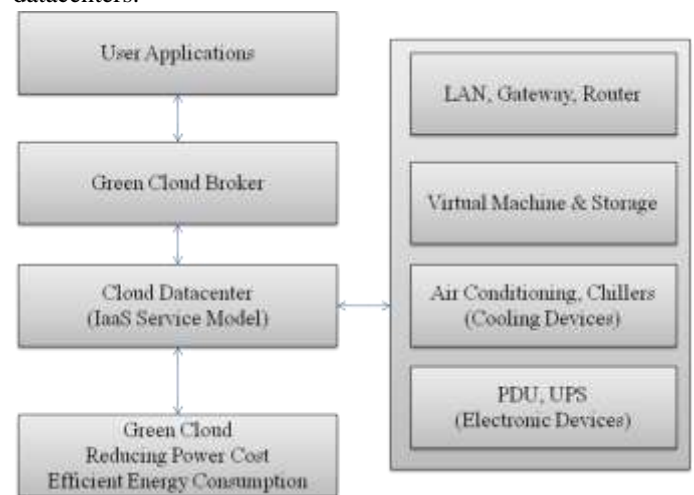 datacenters.
User Applications
Green Cloud Broker
Cloud Datacenter
(IaaS Service Model)
Green Cloud
Reducing Power Cost
Efficient Energy Consumption
LAN, Gateway, Router
Virtual Machine & Storage
Air Conditioning, Chillers
(Cooling Devices)
PDU, UPS
(Electronic Devices)